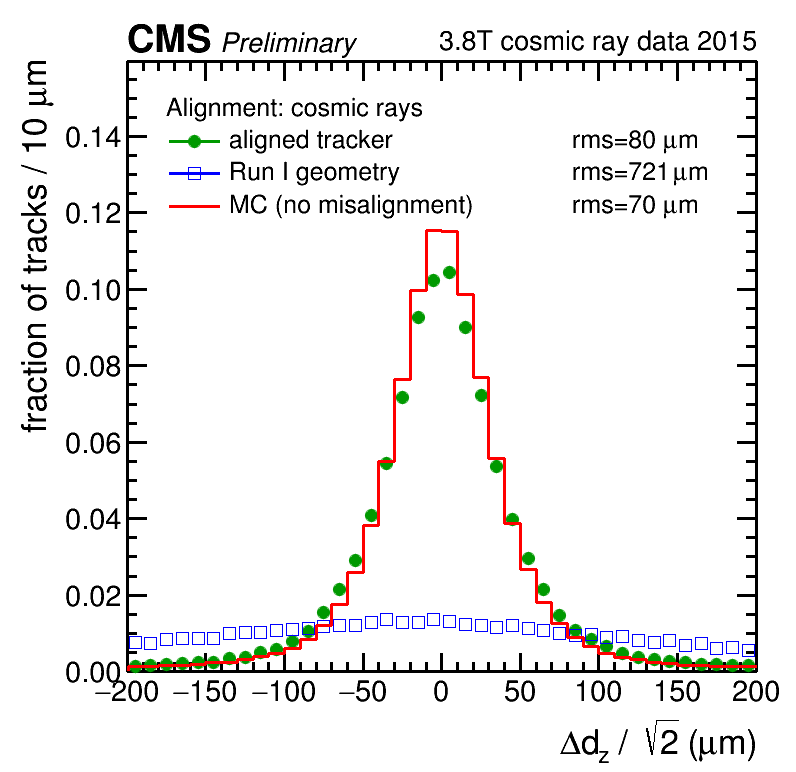 CMS Preliminary 3.8T cosmic ray data 2015
fraction of tracks / 10 μm
Alignment: cosmic rays
aligned tracker rms=80 μm
Run I geometry rms=721 μm
MC (no misalignment) rms=70 μm
0.14
0.12
0.10
0.08
0.06
0.04
0.02
0.00
−200 −150 −100 −50 0 50 100 150 200
Δd_z / √2 (μm)